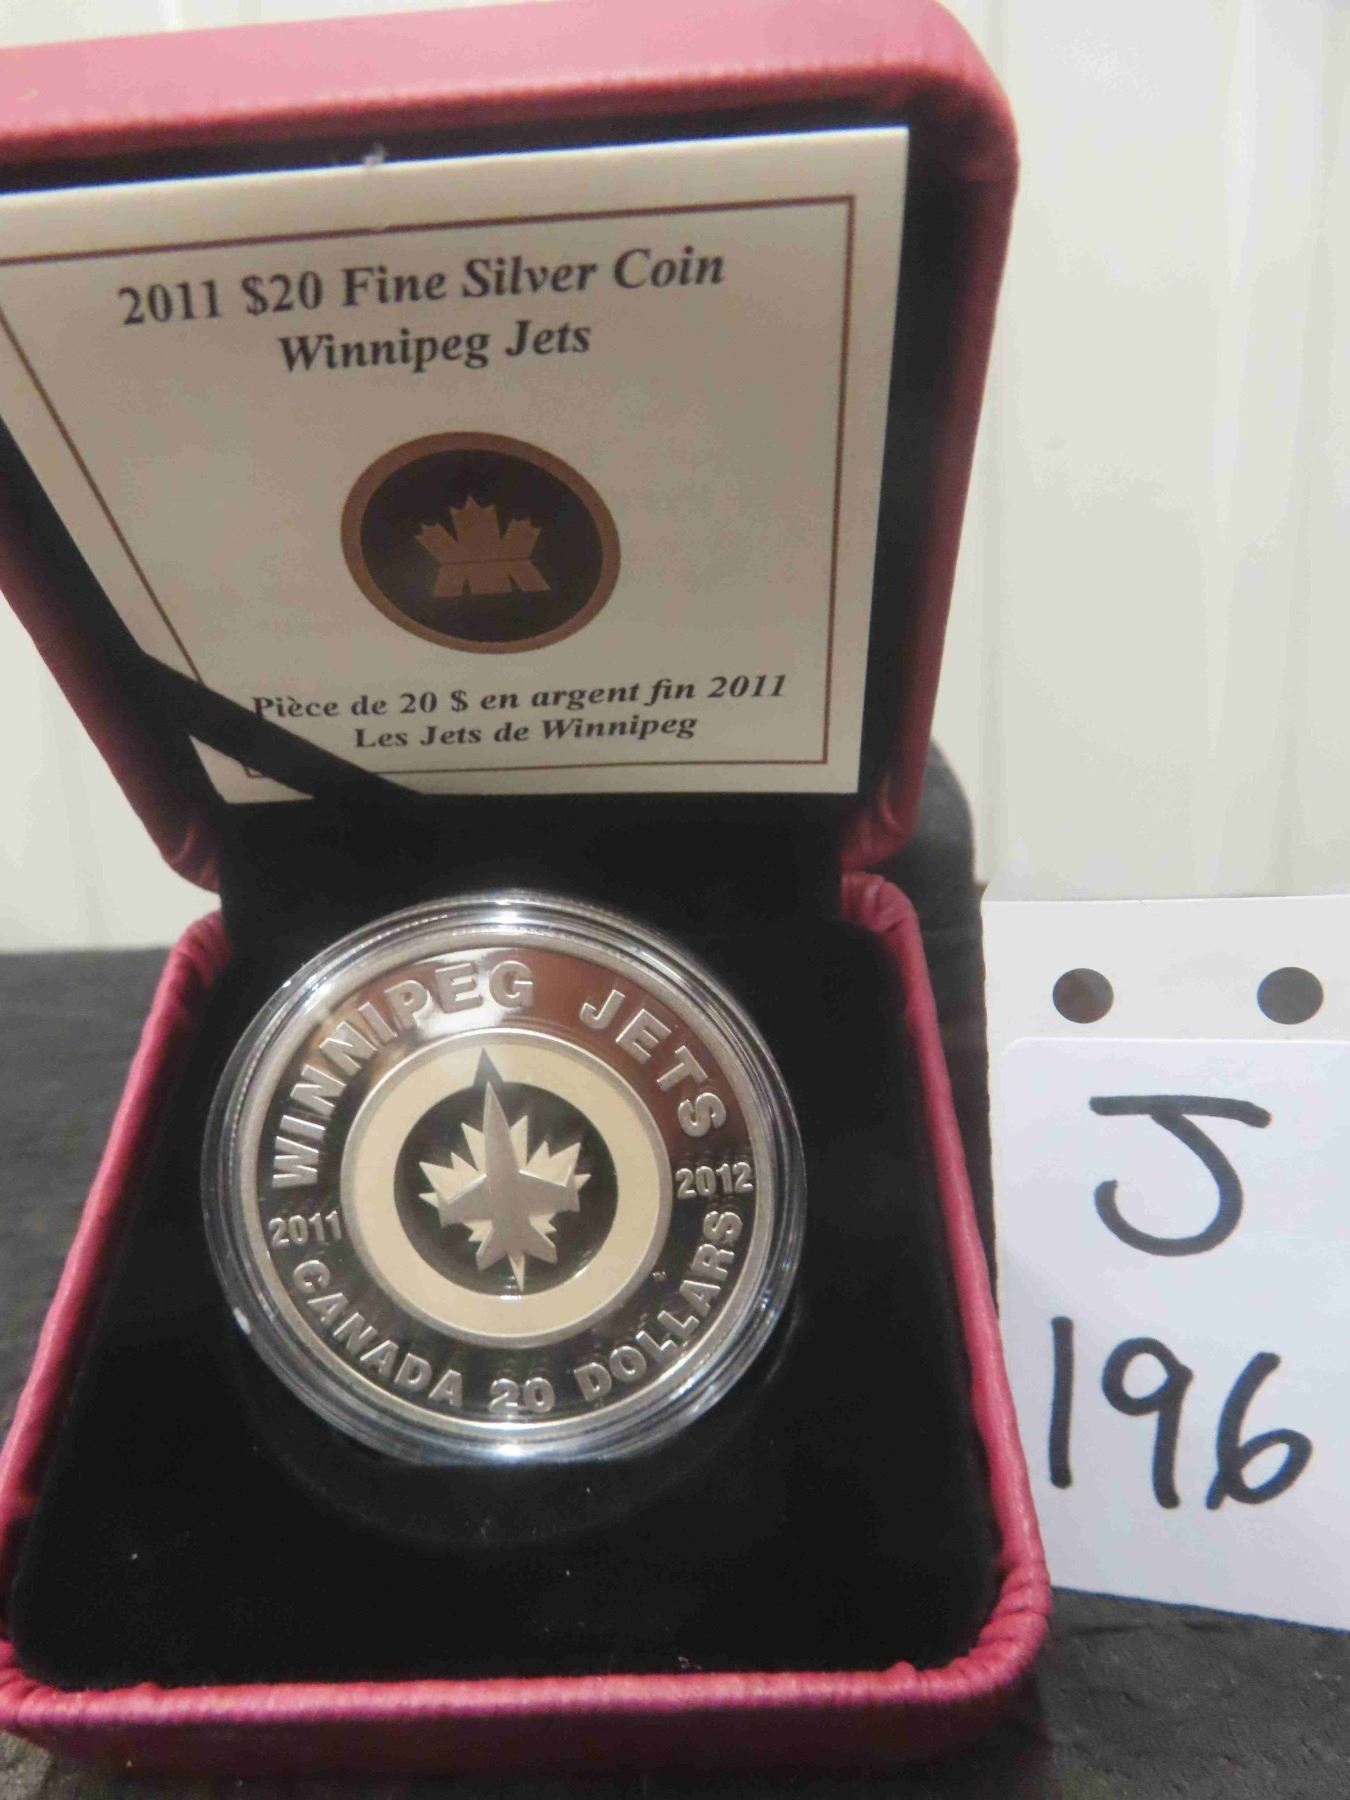 2011 $20 Fine Silver Coin
Winnipeg Jets
Pièce de 20 $ en argent fin 2011
Les Jets de Winnipeg
WINNIPEG JETS
2011
2012
CANADA 20 DOLLARS
J
196